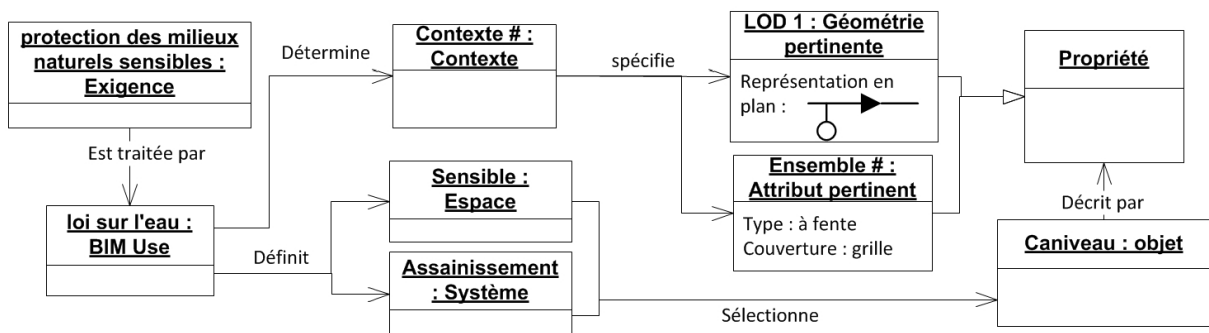 protection des milieux
naturels sensibles :
Exigence
Est traitée par
loi sur l'eau :
BIM Use
Détermine
Définit
Contexte # :
Contexte
Sensible :
Espace
Assainissement
: Système
spécifie
LOD 1 : Géométrie
pertinente
Représentation en
plan :
Ensemble # :
Attribut pertinent
Type : à fente
Couverture : grille
Sélectionne
Propriété
Décrit par
Caniveau : objet